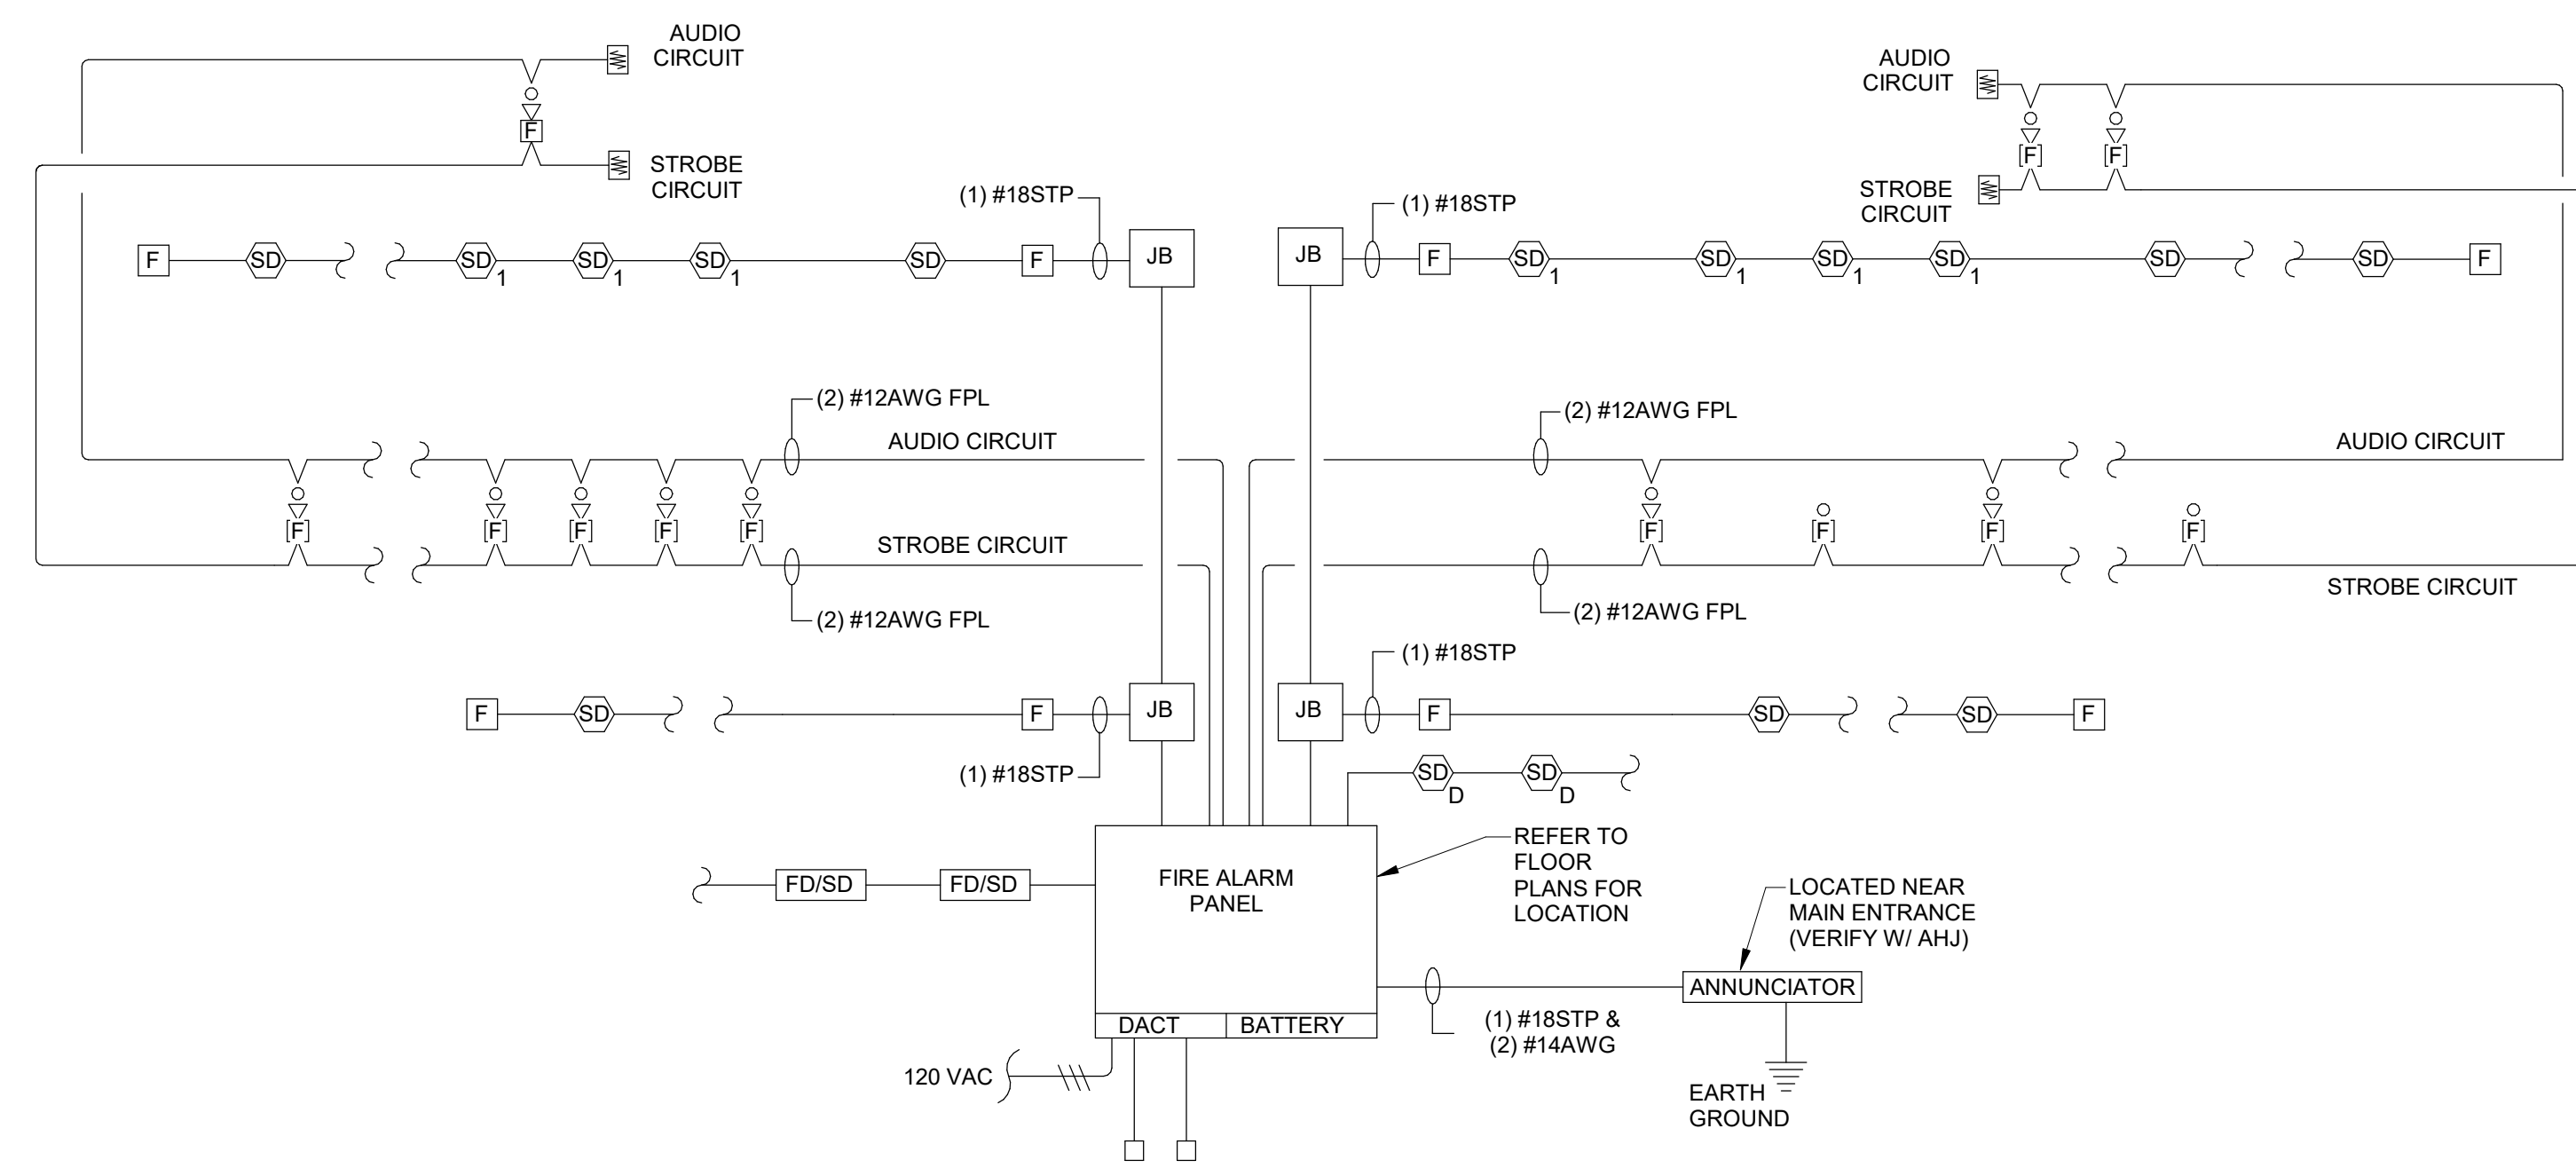 AUDIO
CIRCUIT
F
STROBE
CIRCUIT
AUDIO
CIRCUIT
[F]
[F]
STROBE
CIRCUIT
(1) #18STP
(1) #18STP
F
SD
SD
1
SD
1
SD
1
SD
F
JB
JB
F
SD
1
SD
1
SD
1
SD
1
SD
SD
F
(2) #12AWG FPL
(2) #12AWG FPL
AUDIO CIRCUIT
AUDIO CIRCUIT
[F]
[F]
[F]
[F]
[F]
[F]
[F]
[F]
[F]
STROBE CIRCUIT
STROBE CIRCUIT
(2) #12AWG FPL
(2) #12AWG FPL
(1) #18STP
F
SD
F
JB
JB
F
SD
SD
F
(1) #18STP
SD
D
SD
D
FD/SD
FD/SD
FIRE ALARM
PANEL
REFER TO
FLOOR
PLANS FOR
LOCATION
LOCATED NEAR
MAIN ENTRANCE
(VERIFY W/ AHJ)
ANNUNCIATOR
DACT
BATTERY
(1) #18STP &
(2) #14AWG
120 VAC
EARTH
GROUND